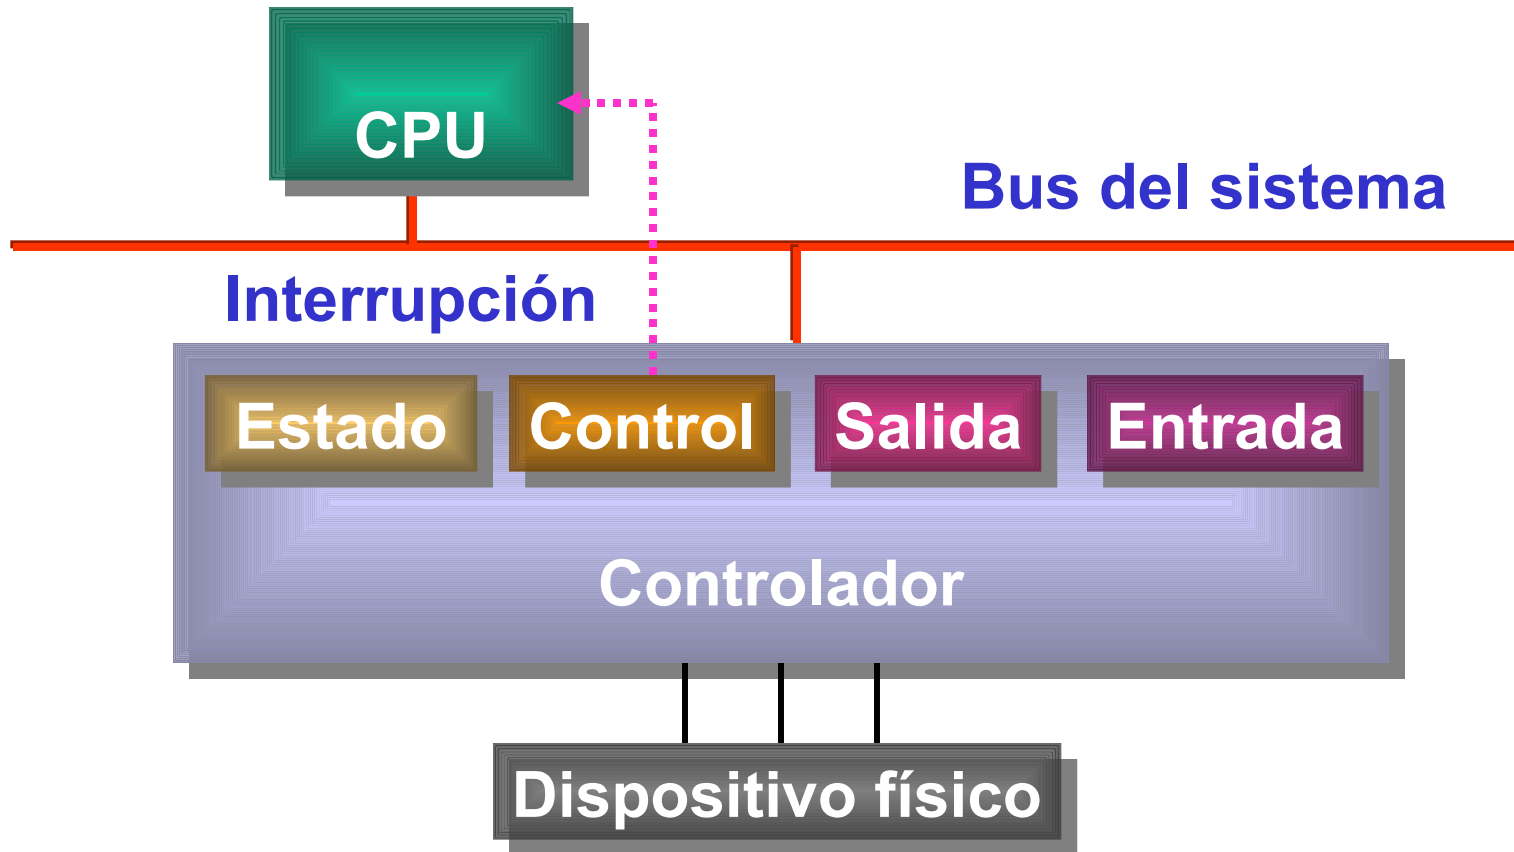 CPU
Bus del sistema
Interrupción
Estado
Control
Salida
Entrada
Controlador
Dispositivo físico